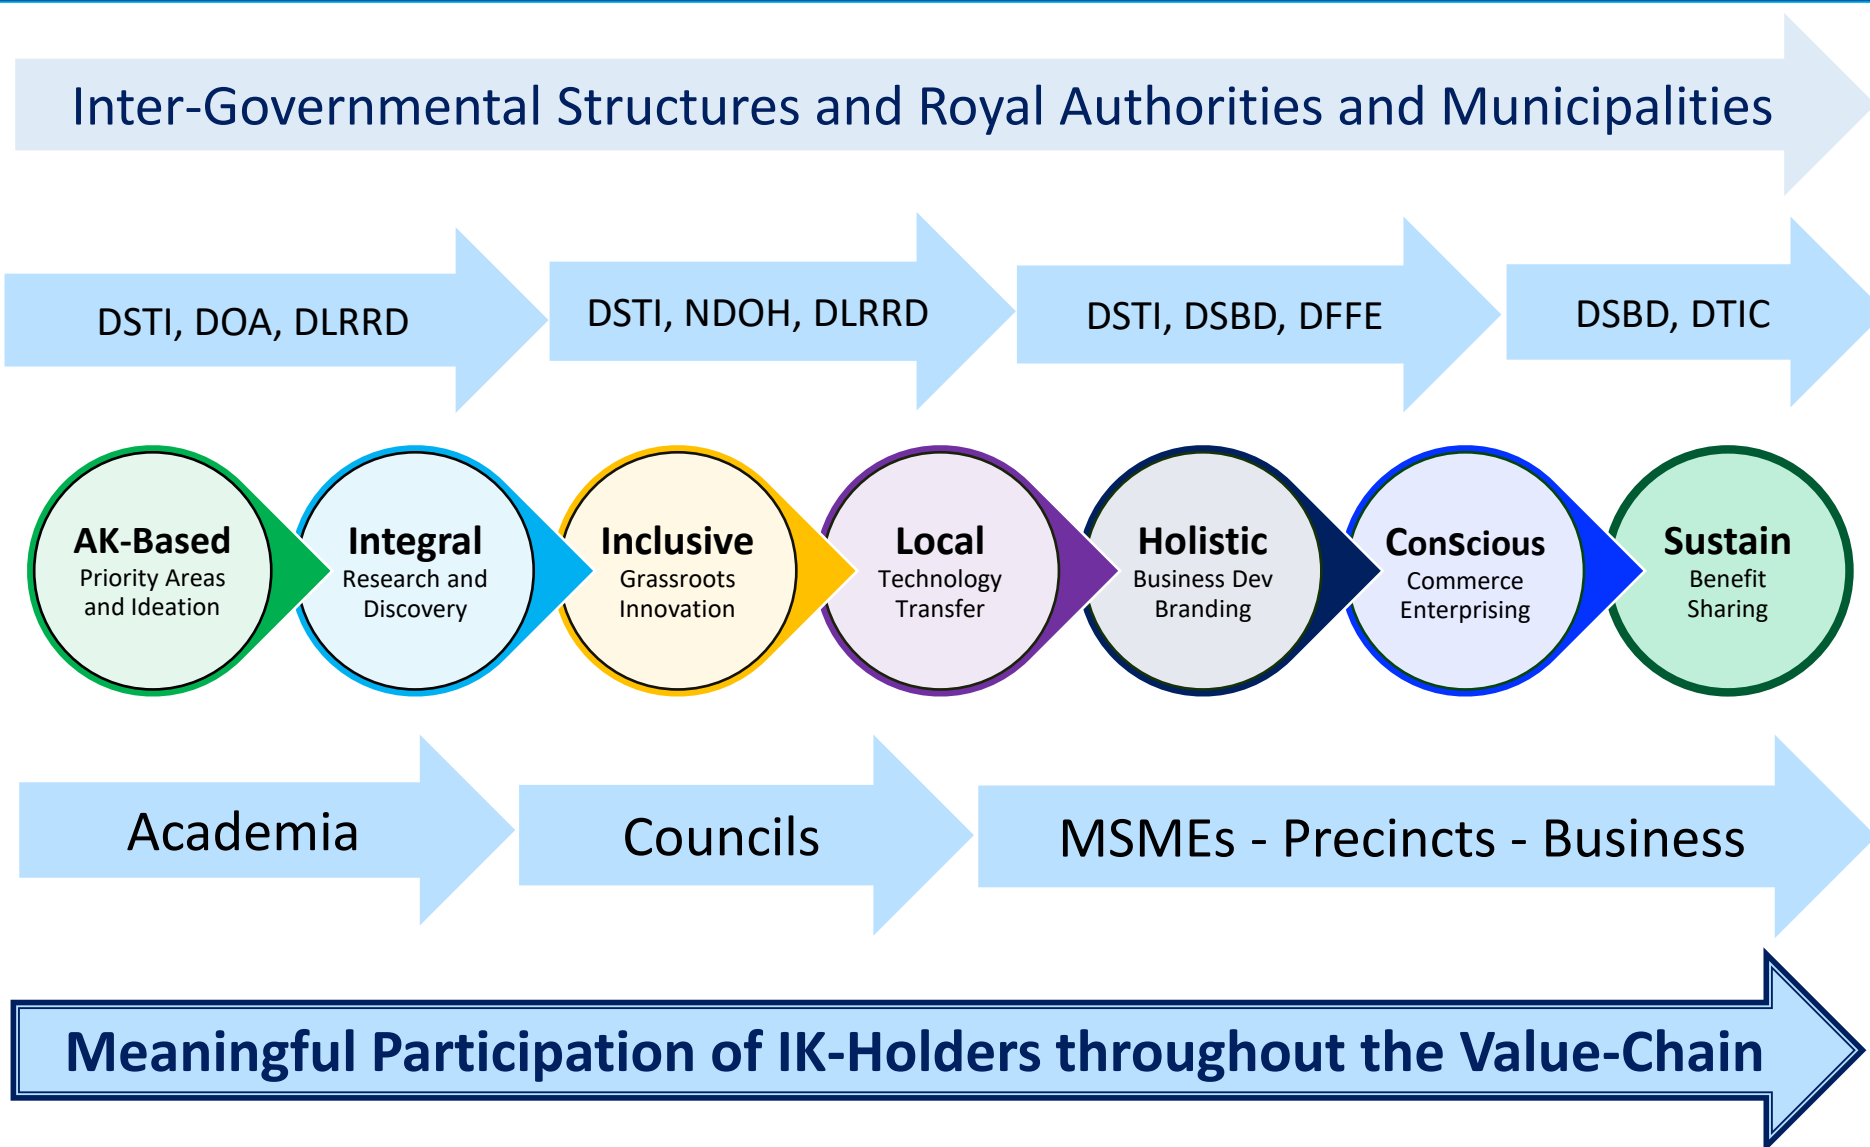 Inter-Governmental Structures and Royal Authorities and Municipalities
DSTI, DOA, DLRRD
DSTI, NDOH, DLRRD
DSTI, DSBD, DFFE
DSBD, DTIC
AK-Based
Priority Areas
and Ideation
Integral
Research and
Discovery
Inclusive
Grassroots
Innovation
Local
Technology
Transfer
Holistic
Business Dev
Branding
ConScious
Commerce
Enterprising
Sustain
Benefit
Sharing
Academia
Councils
MSMEs - Precincts - Business
Meaningful Participation of IK-Holders throughout the Value-Chain